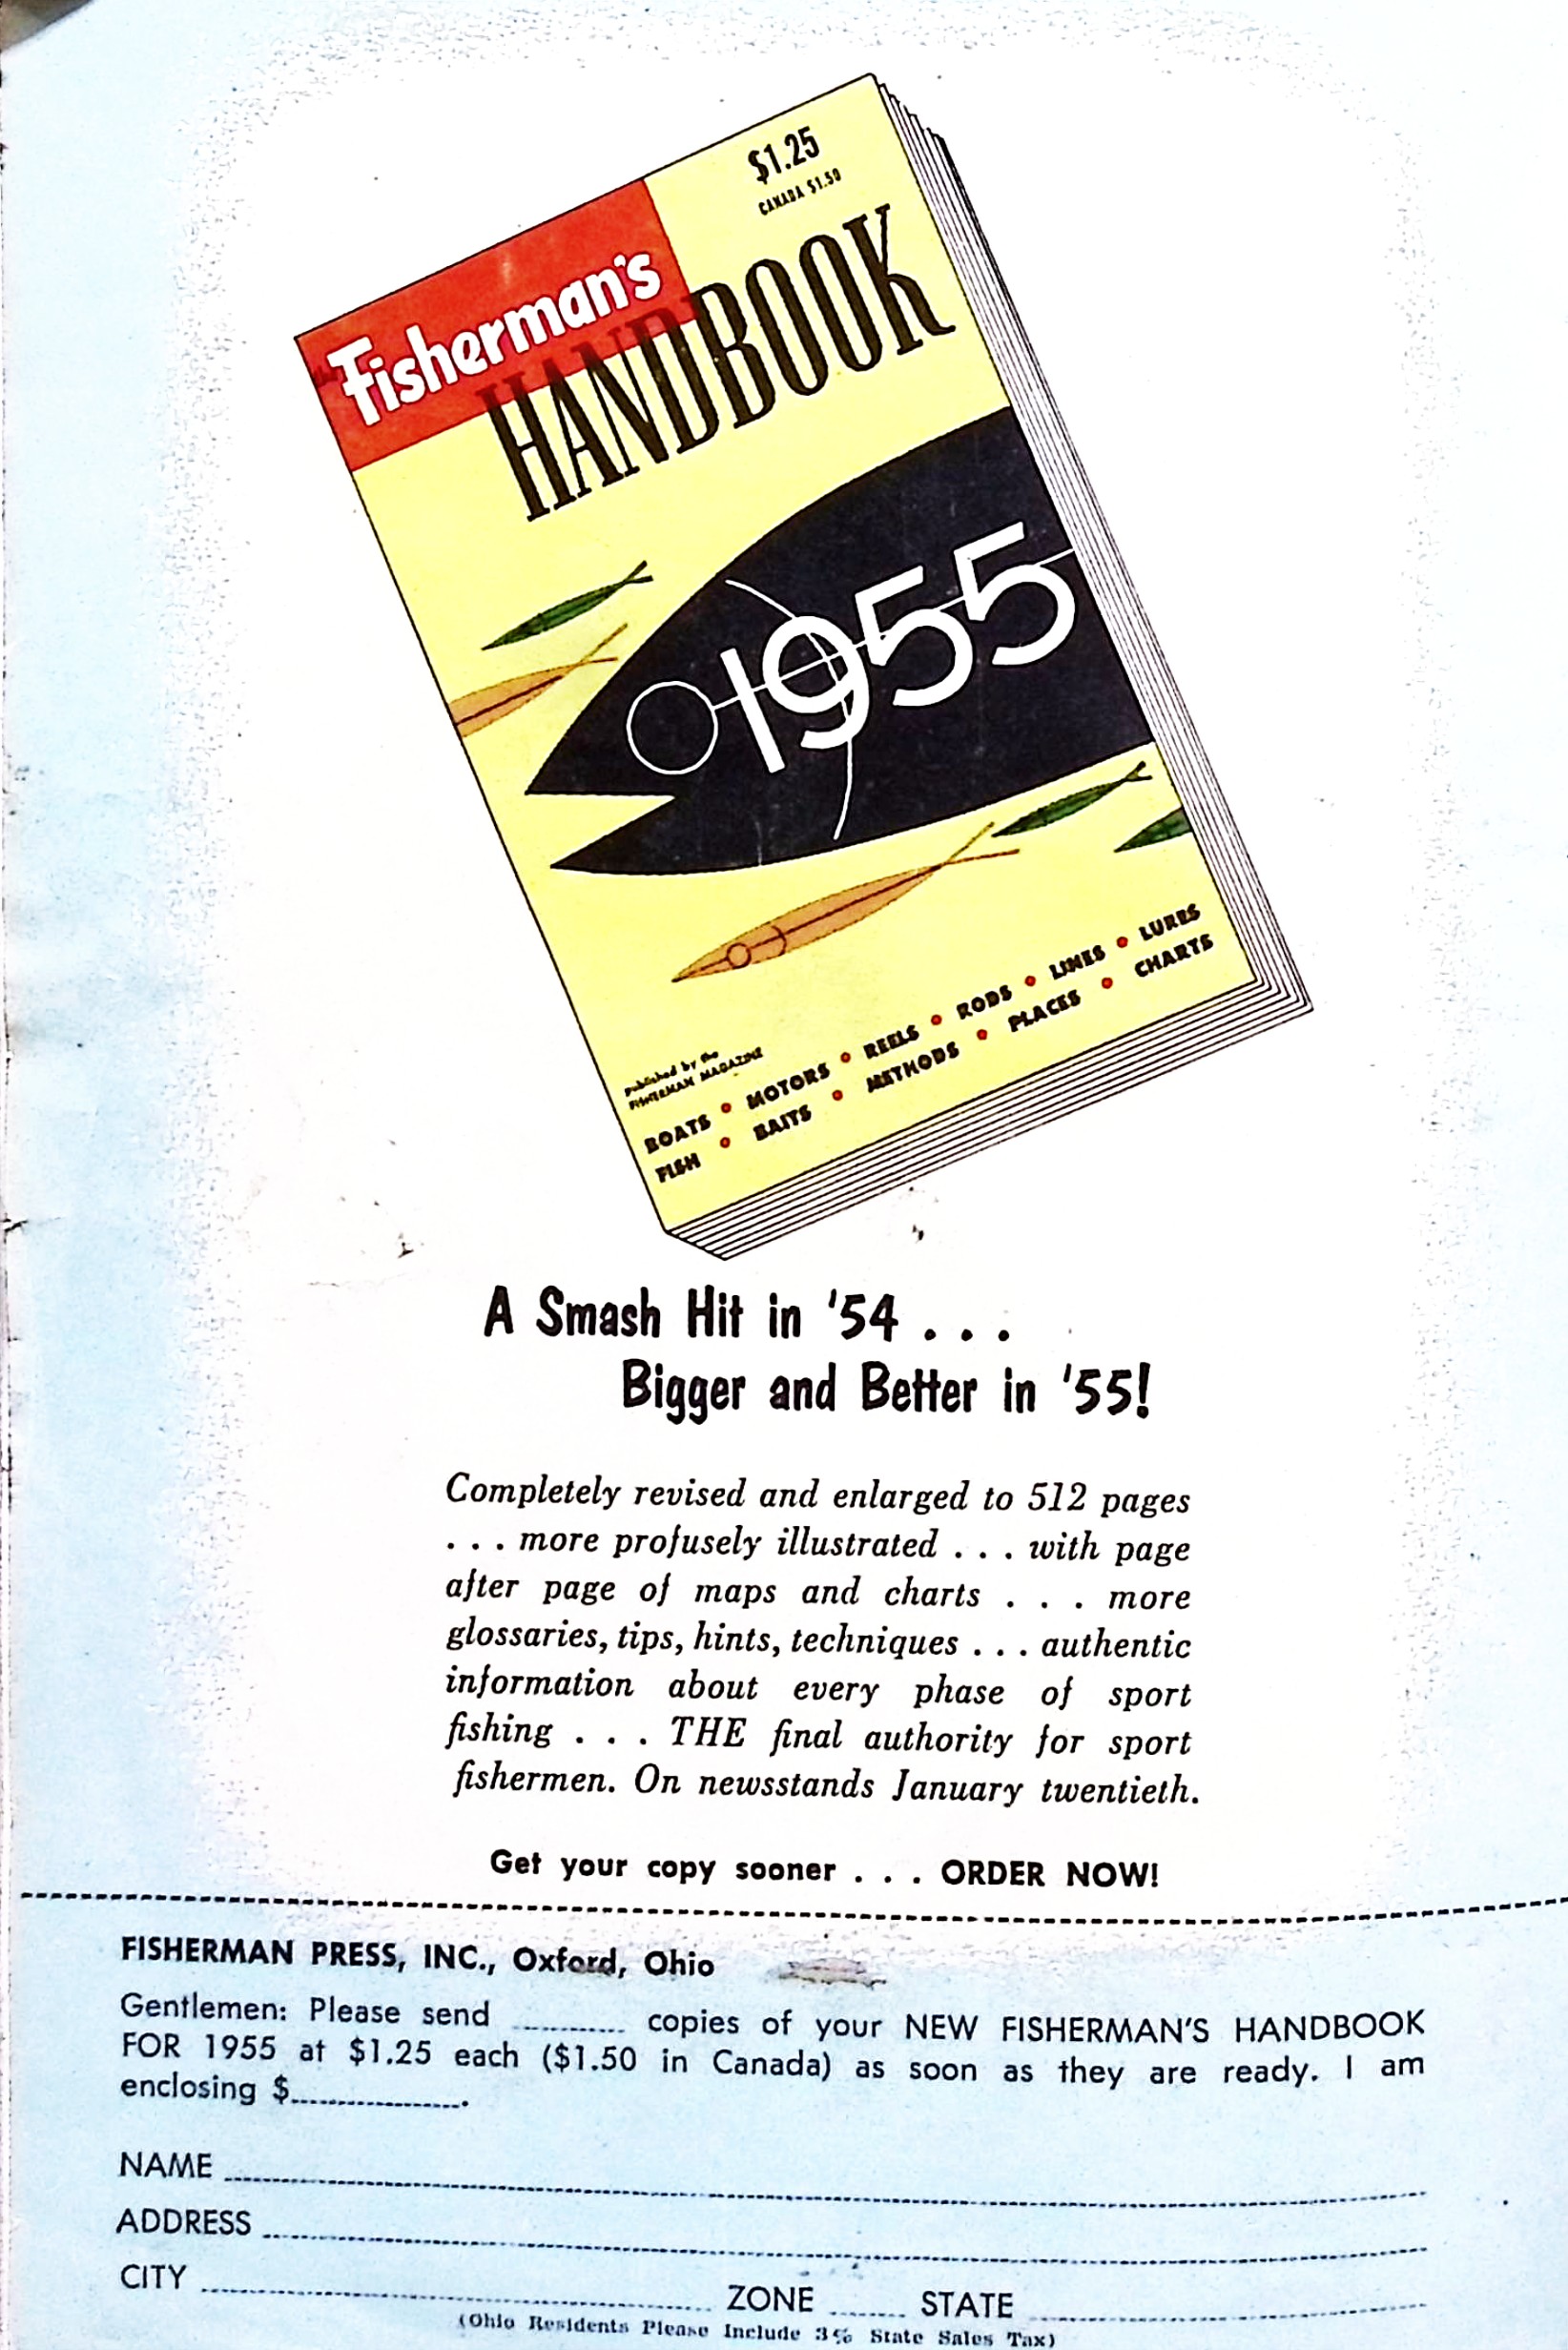 $1.25
CANADA $1.50
Fisherman's
HANDBOOK
1955
published by the
FISHERMAN MAGAZINE
BOATS • MOTORS • REELS • RODS • LINES • LURES
FISH • BAITS • METHODS • PLACES • CHARTS
A Smash Hit in '54 . . .
Bigger and Better in '55!
Completely revised and enlarged to 512 pages
. . . more profusely illustrated . . . with page
after page of maps and charts . . . more
glossaries, tips, hints, techniques . . . authentic
information about every phase of sport
fishing . . . THE final authority for sport
fishermen. On newsstands January twentieth.
Get your copy sooner . . . ORDER NOW!
FISHERMAN PRESS, INC., Oxford, Ohio
Gentlemen: Please send ............ copies of your NEW FISHERMAN'S HANDBOOK
FOR 1955 at $1.25 each ($1.50 in Canada) as soon as they are ready. I am
enclosing $...................
NAME
ADDRESS
CITY ZONE STATE
(Ohio Residents Please Include 3% State Sales Tax)